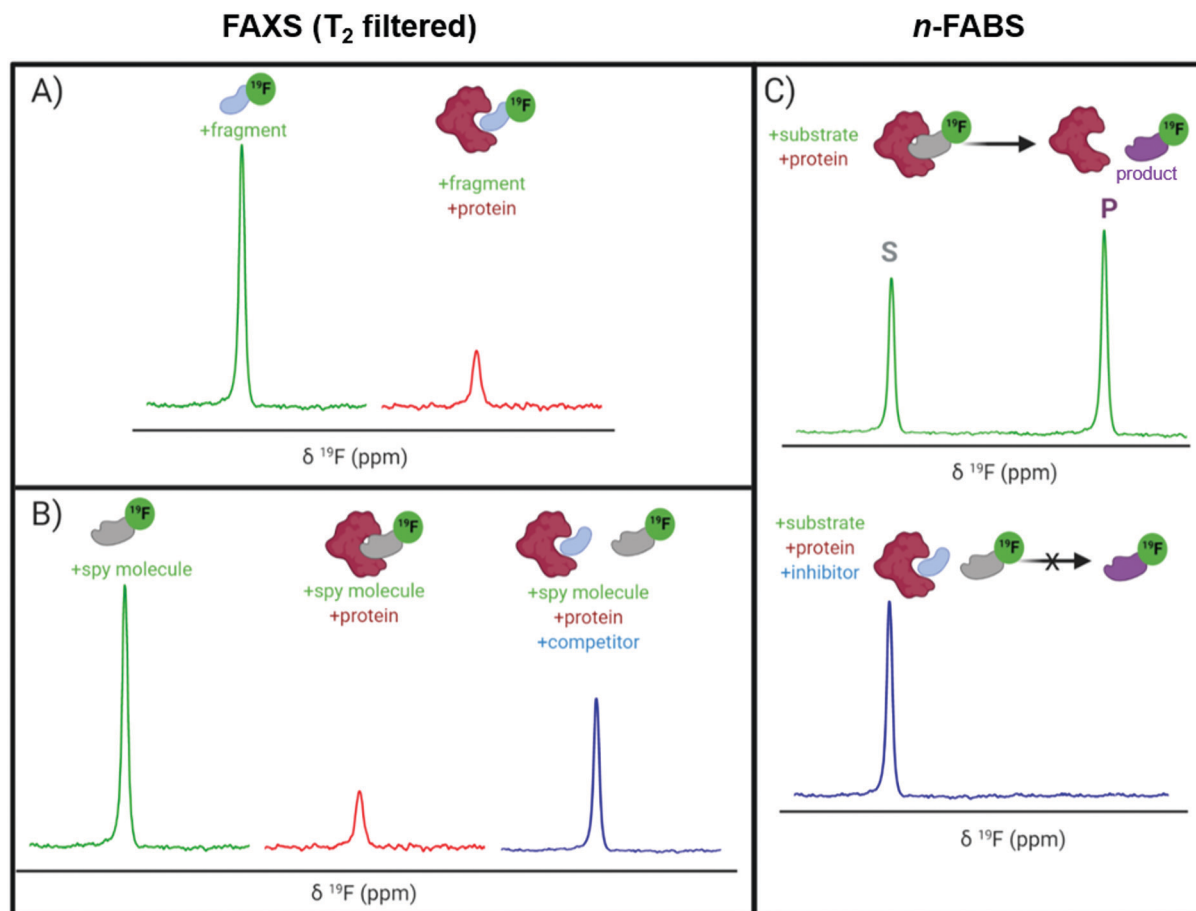 FAXS (T₂ filtered)
n-FABS
A)
¹⁹F
+fragment
¹⁹F
+fragment
+protein
δ ¹⁹F (ppm)
B)
¹⁹F
+spy molecule
¹⁹F
+spy molecule
+protein
¹⁹F
+spy molecule
+protein
+competitor
δ ¹⁹F (ppm)
C)
+substrate
+protein
¹⁹F
¹⁹F
product
S
P
δ ¹⁹F (ppm)
+substrate
+protein
+inhibitor
¹⁹F
X
¹⁹F
δ ¹⁹F (ppm)